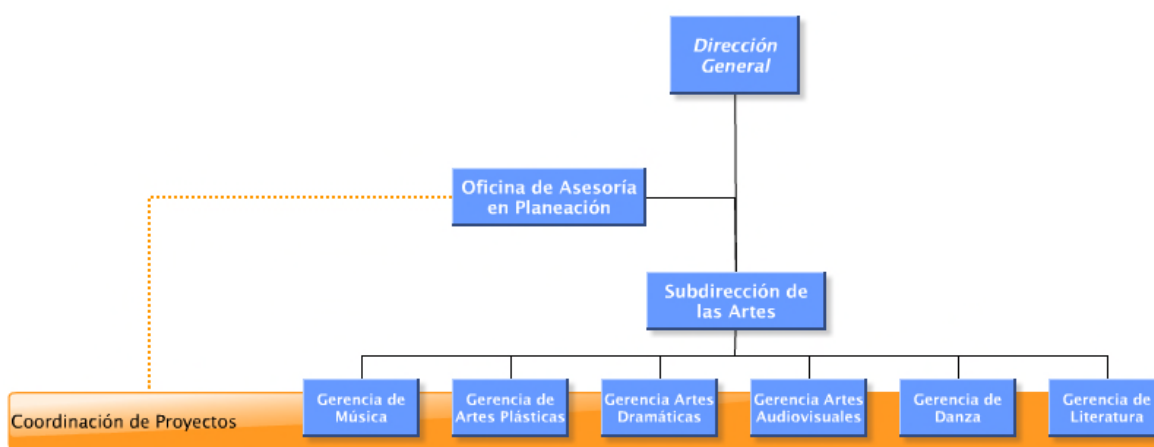 Dirección
General
Oficina de Asesoría
en Planeación
Subdirección de
las Artes
Coordinación de Proyectos
Gerencia de
Música
Gerencia de
Artes Plásticas
Gerencia Artes
Dramáticas
Gerencia Artes
Audiovisuales
Gerencia de
Danza
Gerencia de
Literatura